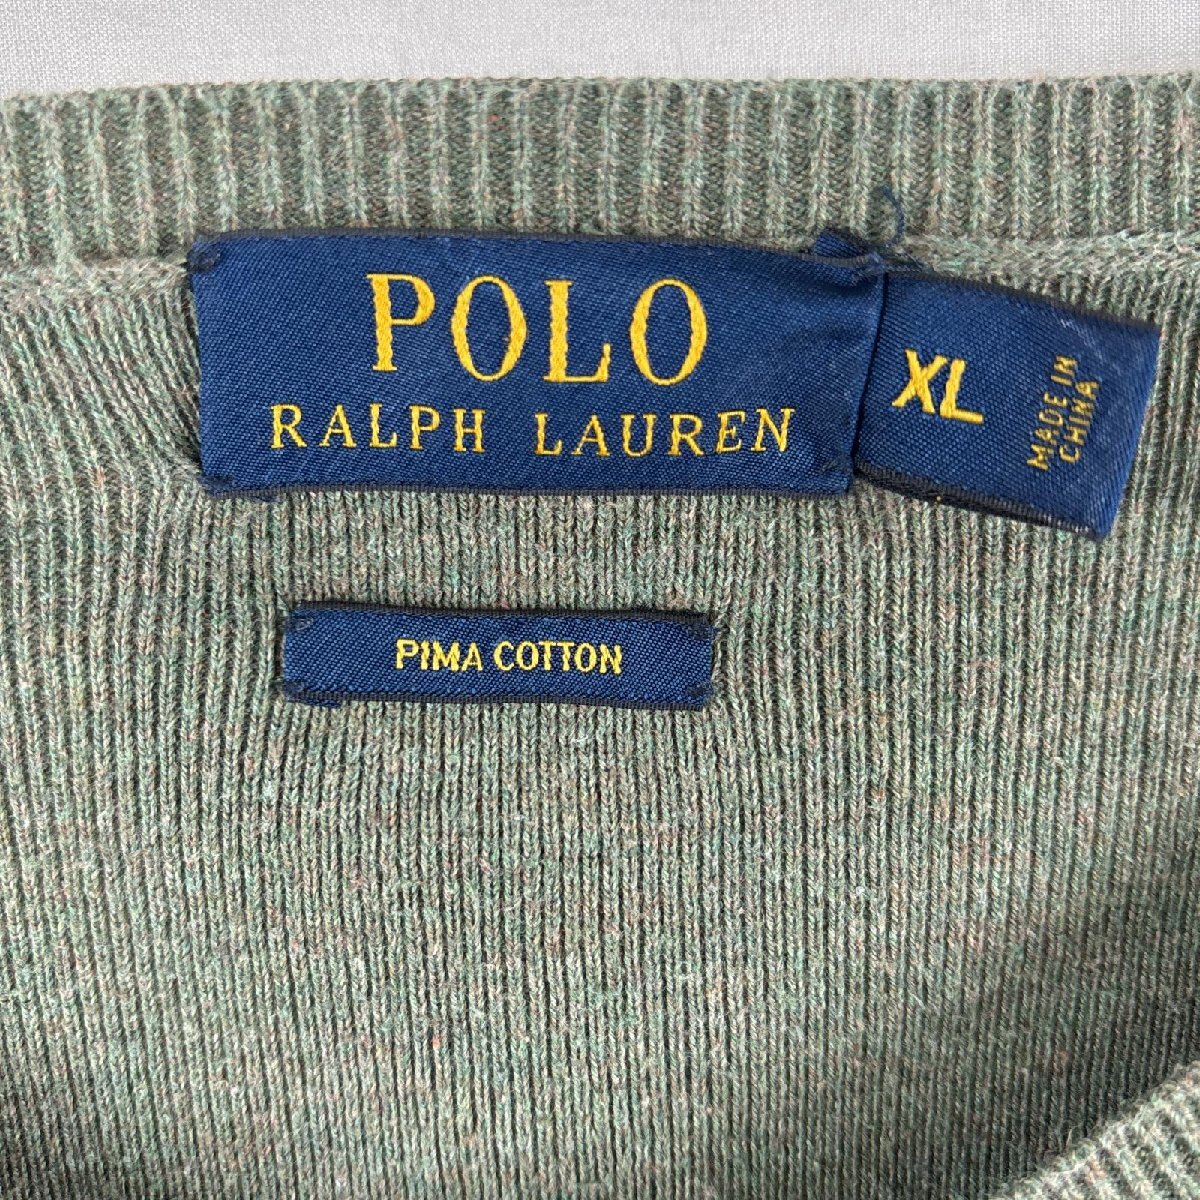 POLO
RALPH LAUREN
XL
MADE IN
CHINA
PIMA COTTON